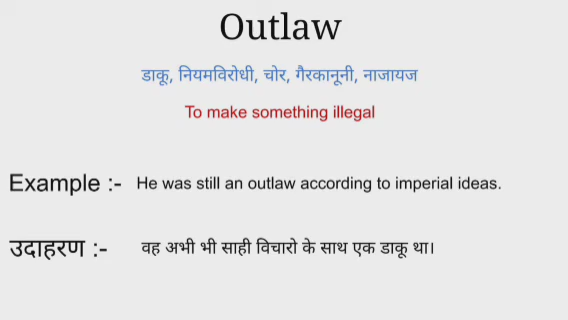 Outlaw
डाकू, नियमविरोधी, चोर, गैरकानूनी, नाजायज
To make something illegal
Example :- He was still an outlaw according to imperial ideas.
उदाहरण :- वह अभी भी साही विचारो के साथ एक डाकू था।